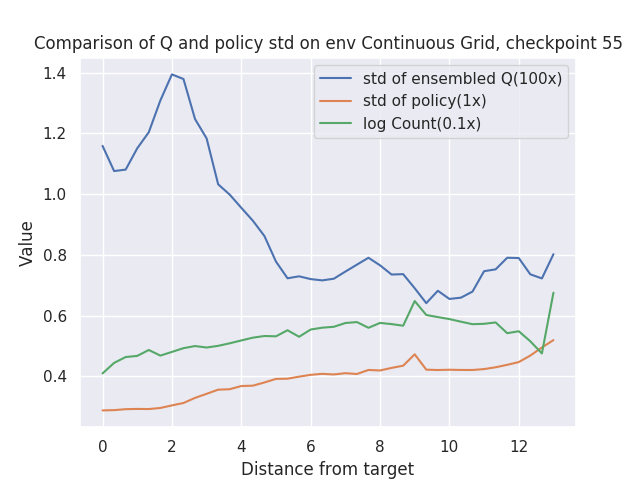 Comparison of Q and policy std on env Continuous Grid, checkpoint 55
std of ensembled Q(100x)
std of policy(1x)
log Count(0.1x)
Value
1.4
1.2
1.0
0.8
0.6
0.4
0 2 4 6 8 10 12
Distance from target